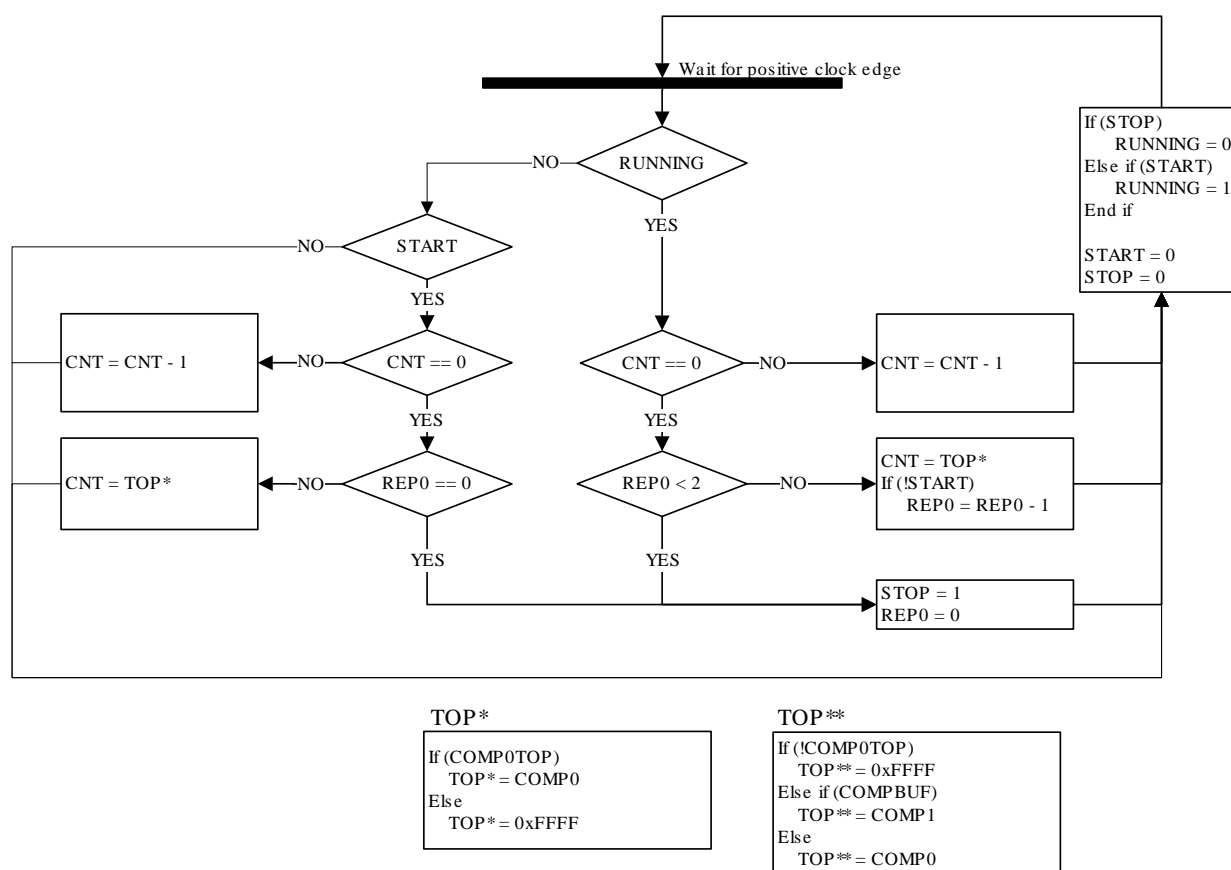 Wait for positive clock edge
RUNNING
NO
YES
If (STOP)
RUNNING = 0
Else if (START)
RUNNING = 1
End if
START = 0
STOP = 0
START
NO
YES
CNT = CNT - 1
NO
CNT == 0
YES
CNT == 0
NO
CNT = CNT - 1
YES
CNT = TOP*
NO
REP0 == 0
YES
REP0 < 2
NO
CNT = TOP*
If (!START)
REP0 = REP0 - 1
YES
STOP = 1
REP0 = 0
TOP*
If (COMP0TOP)
TOP* = COMP0
Else
TOP* = 0xFFFF
TOP**
If (!COMP0TOP)
TOP** = 0xFFFF
Else if (COMPBUF)
TOP** = COMP1
Else
TOP** = COMP0